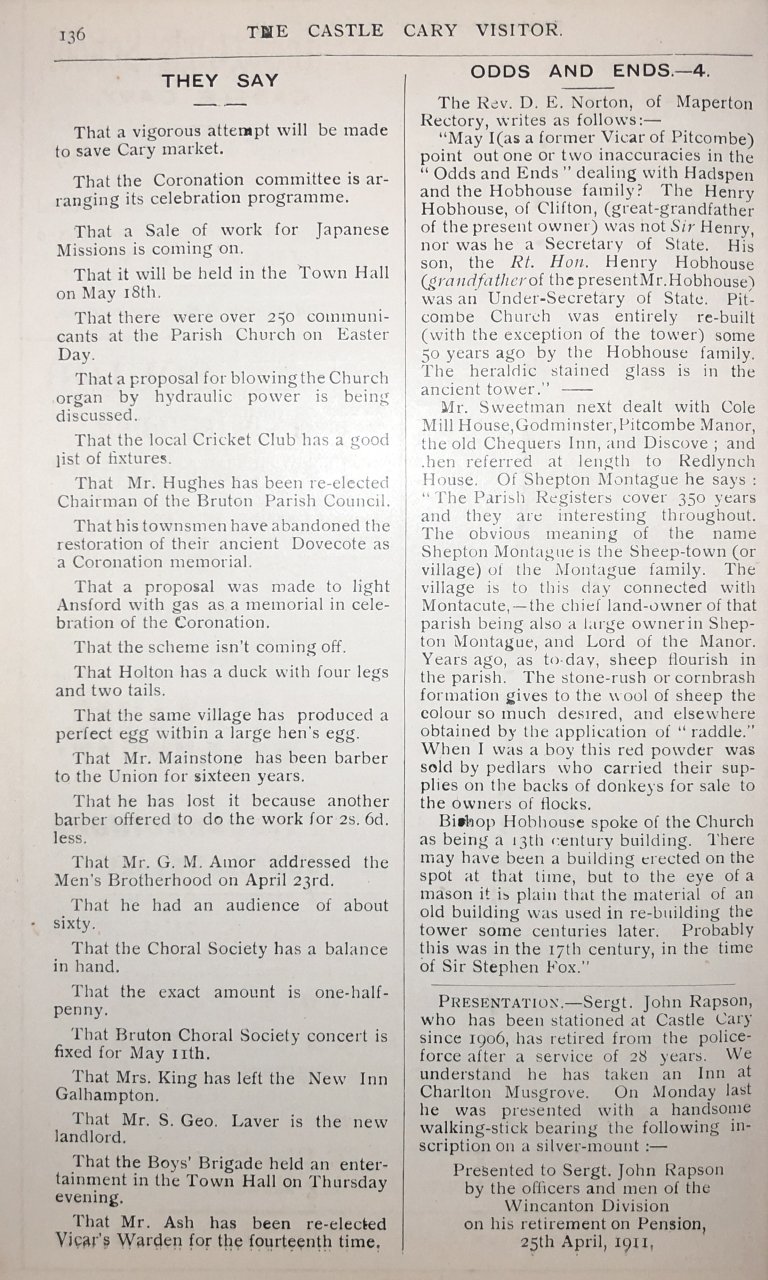 136
THE CASTLE CARY VISITOR.
THEY SAY
That a vigorous attempt will be made
to save Cary market.
That the Coronation committee is ar-
ranging its celebration programme.
That a Sale of work for Japanese
Missions is coming on.
That it will be held in the Town Hall
on May 18th.
That there were over 250 communi-
cants at the Parish Church on Easter
Day.
That a proposal for blowing the Church
organ by hydraulic power is being
discussed.
That the local Cricket Club has a good
list of fixtures.
That Mr. Hughes has been re-elected
Chairman of the Bruton Parish Council.
That his townsmen have abandoned the
restoration of their ancient Dovecote as
a Coronation memorial.
That a proposal was made to light
Ansford with gas as a memorial in cele-
bration of the Coronation.
That the scheme isn't coming off.
That Holton has a duck with four legs
and two tails.
That the same village has produced a
perfect egg within a large hen's egg.
That Mr. Mainstone has been barber
to the Union for sixteen years.
That he has lost it because another
barber offered to do the work for 2s. 6d.
less.
That Mr. G. M. Amor addressed the
Men's Brotherhood on April 23rd.
That he had an audience of about
sixty.
That the Choral Society has a balance
in hand.
That the exact amount is one-half-
penny.
That Bruton Choral Society concert is
fixed for May 11th.
That Mrs. King has left the New Inn
Galhampton.
That Mr. S. Geo. Laver is the new
landlord.
That the Boys' Brigade held an enter-
tainment in the Town Hall on Thursday
evening.
That Mr. Ash has been re-elected
Vicar's Warden for the fourteenth time.
ODDS AND ENDS.—4.
The Rev. D. E. Norton, of Maperton
Rectory, writes as follows:—
"May I(as a former Vicar of Pitcombe)
point out one or two inaccuracies in the
" Odds and Ends " dealing with Hadspen
and the Hobhouse family? The Henry
Hobhouse, of Clifton, (great-grandfather
of the present owner) was not Sir Henry,
nor was he a Secretary of State. His
son, the Rt. Hon. Henry Hobhouse
(grandfather of the present Mr. Hobhouse)
was an Under-Secretary of State. Pit-
combe Church was entirely re-built
(with the exception of the tower) some
50 years ago by the Hobhouse family.
The heraldic stained glass is in the
ancient tower." ——
Mr. Sweetman next dealt with Cole
Mill House, Godminster, Pitcombe Manor,
the old Chequers Inn, and Discove ; and
.hen referred at length to Redlynch
House. Of Shepton Montague he says :
" The Parish Registers cover 350 years
and they are interesting throughout.
The obvious meaning of the name
Shepton Montague is the Sheep-town (or
village) of the Montague family. The
village is to this day connected with
Montacute,—the chief land-owner of that
parish being also a large owner in Shep-
ton Montague, and Lord of the Manor.
Years ago, as to-day, sheep flourish in
the parish. The stone-rush or cornbrash
formation gives to the wool of sheep the
colour so much desired, and elsewhere
obtained by the application of " raddle."
When I was a boy this red powder was
sold by pedlars who carried their sup-
plies on the backs of donkeys for sale to
the owners of flocks.
Bishop Hobhouse spoke of the Church
as being a 13th century building. There
may have been a building erected on the
spot at that time, but to the eye of a
mason it is plain that the material of an
old building was used in re-building the
tower some centuries later. Probably
this was in the 17th century, in the time
of Sir Stephen Fox."
PRESENTATION.—Sergt. John Rapson,
who has been stationed at Castle Cary
since 1906, has retired from the police-
force after a service of 28 years. We
understand he has taken an Inn at
Charlton Musgrove. On Monday last
he was presented with a handsome
walking-stick bearing the following in-
scription on a silver-mount :—
Presented to Sergt. John Rapson
by the officers and men of the
Wincanton Division
on his retirement on Pension,
25th April, 1911.